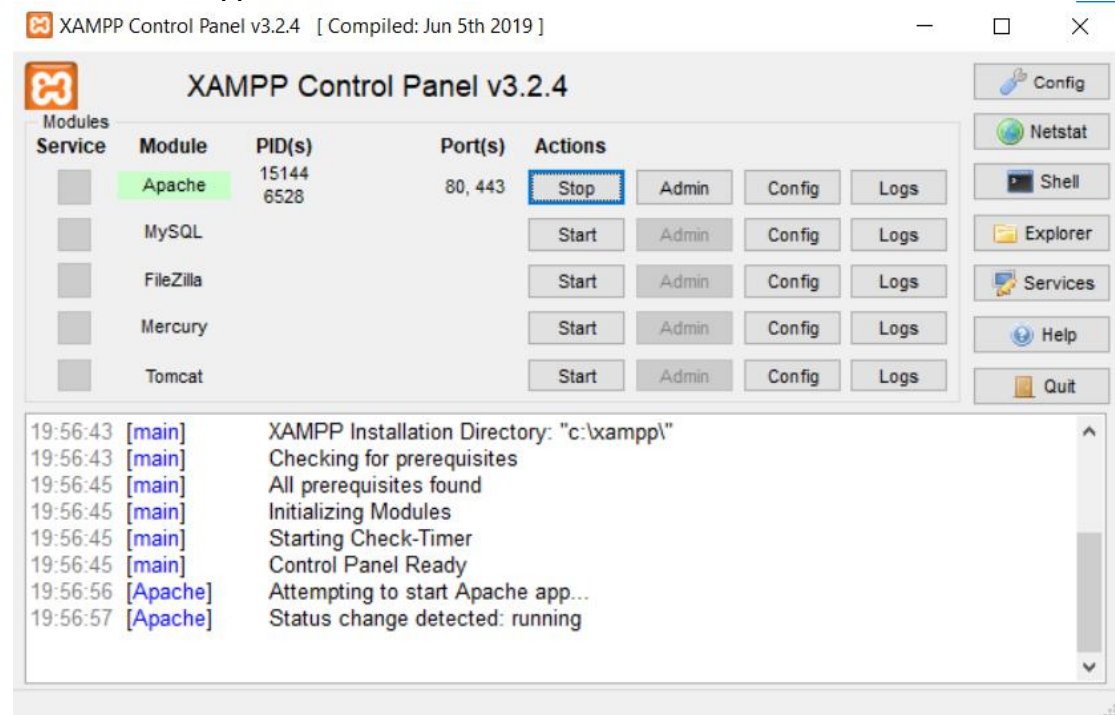 XAMPP Control Panel v3.2.4 [ Compiled: Jun 5th 2019 ]
XAMPP Control Panel v3.2.4
Config
Modules
Service Module PID(s) Port(s) Actions
Netstat
Apache 15144 6528 80, 443 Stop Admin Config Logs
Shell
MySQL Start Admin Config Logs
Explorer
FileZilla Start Admin Config Logs
Services
Mercury Start Admin Config Logs
Help
Tomcat Start Admin Config Logs
Quit
19:56:43 [main] XAMPP Installation Directory: "c:\xampp\"
19:56:43 [main] Checking for prerequisites
19:56:45 [main] All prerequisites found
19:56:45 [main] Initializing Modules
19:56:45 [main] Starting Check-Timer
19:56:45 [main] Control Panel Ready
19:56:56 [Apache] Attempting to start Apache app...
19:56:57 [Apache] Status change detected: running